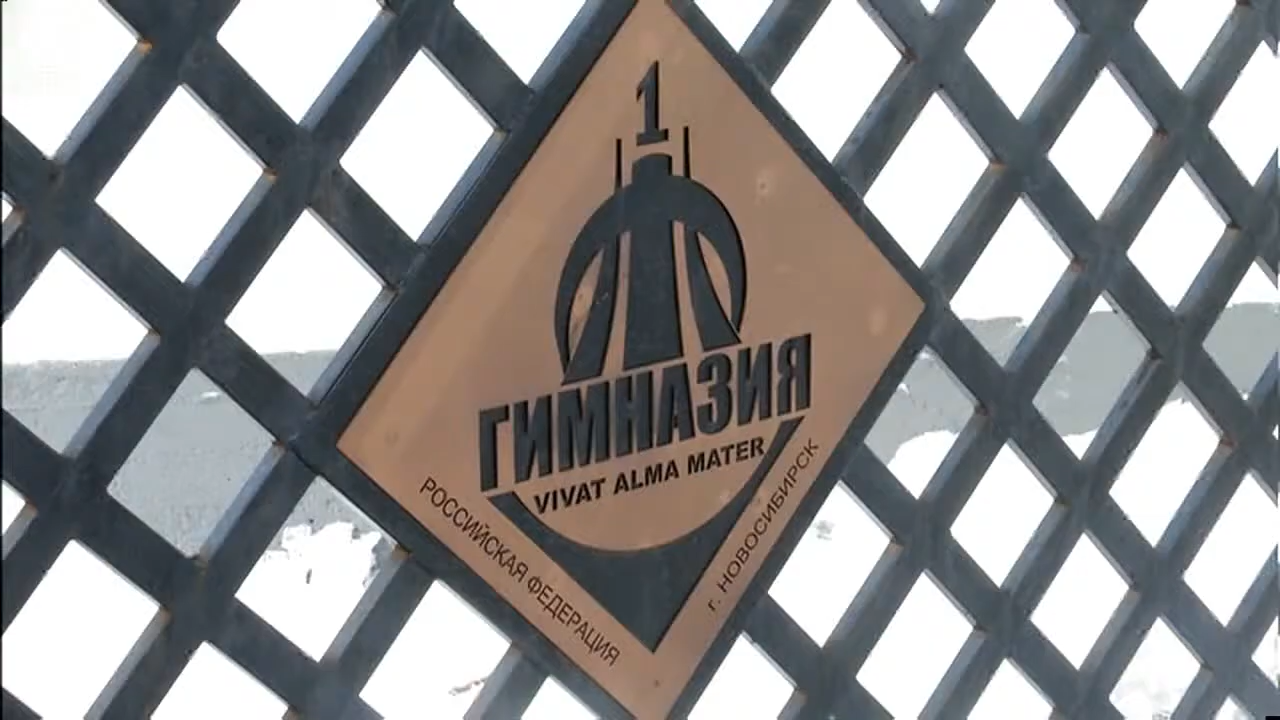 1
ГИМНАЗИЯ
VIVAT ALMA MATER
РОССИЙСКАЯ ФЕДЕРАЦИЯ
г. НОВОСИБИРСК